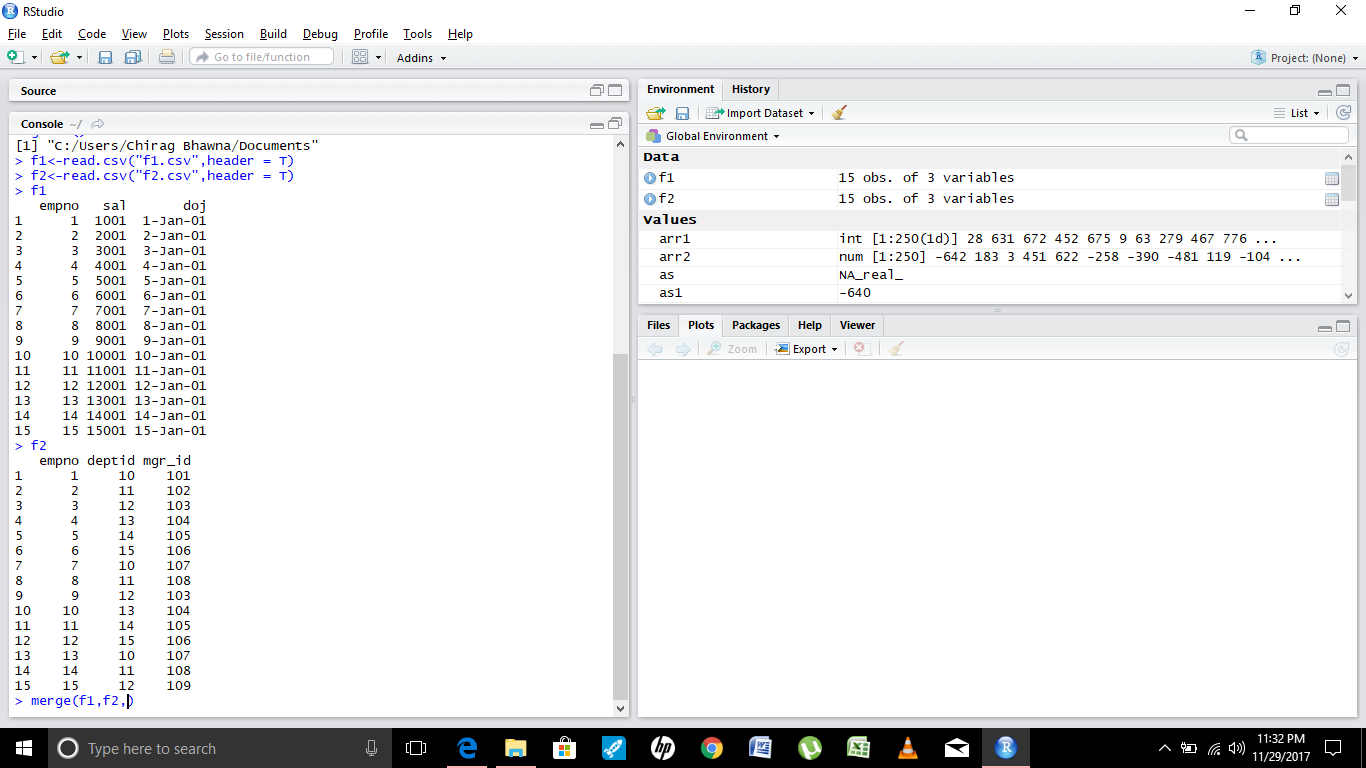 RStudio
File Edit Code View Plots Session Build Debug Profile Tools Help
Go to file/function Addins Project: (None)
Source
Console ~/
[1] "C:/Users/Chirag Bhawna/Documents"
> f1<-read.csv("f1.csv",header = T)
> f2<-read.csv("f2.csv",header = T)
> f1
empno sal doj
1 1 1001 1-Jan-01
2 2 2001 2-Jan-01
3 3 3001 3-Jan-01
4 4 4001 4-Jan-01
5 5 5001 5-Jan-01
6 6 6001 6-Jan-01
7 7 7001 7-Jan-01
8 8 8001 8-Jan-01
9 9 9001 9-Jan-01
10 10 10001 10-Jan-01
11 11 11001 11-Jan-01
12 12 12001 12-Jan-01
13 13 13001 13-Jan-01
14 14 14001 14-Jan-01
15 15 15001 15-Jan-01
> f2
empno deptid mgr_id
1 1 10 101
2 2 11 102
3 3 12 103
4 4 13 104
5 5 14 105
6 6 15 106
7 7 10 107
8 8 11 108
9 9 12 103
10 10 13 104
11 11 14 105
12 12 15 106
13 13 10 107
14 14 11 108
15 15 12 109
> merge(f1,f2,)
Environment History
Import Dataset List
Global Environment
Data
f1 15 obs. of 3 variables
f2 15 obs. of 3 variables
Values
arr1 int [1:250(1d)] 28 631 672 452 675 9 63 279 467 776 ...
arr2 num [1:250] -642 183 3 451 622 -258 -390 -481 119 -104 ...
as NA_real_
as1 -640
Files Plots Packages Help Viewer
Zoom Export
Type here to search
11:32 PM
11/29/2017